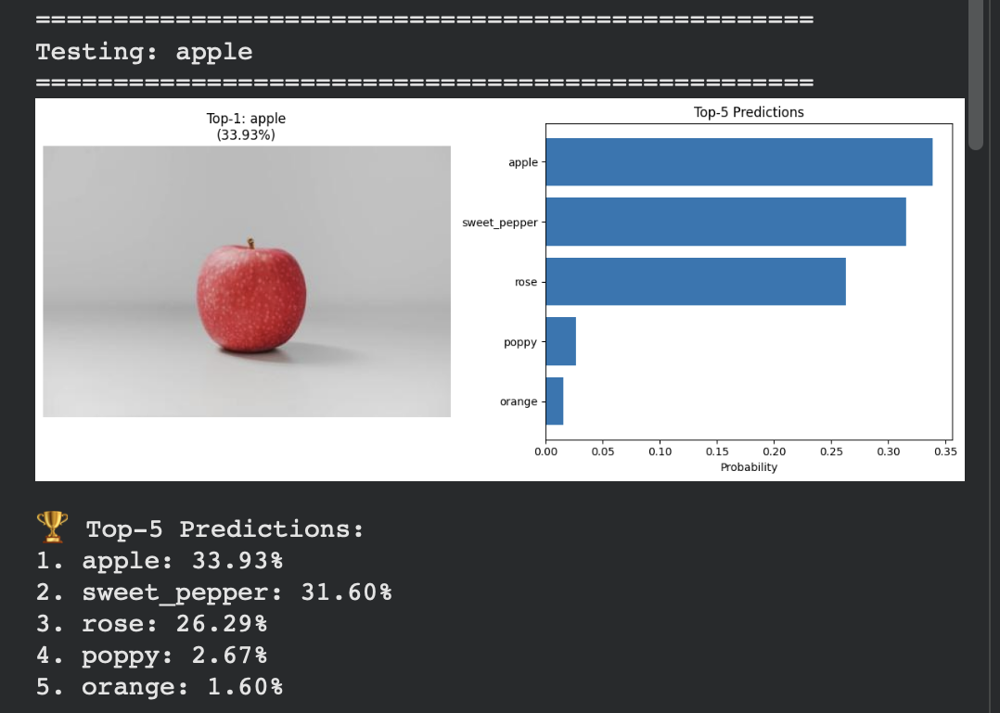 ==================================================
Testing: apple
==================================================
Top-1: apple
(33.93%)
Top-5 Predictions
apple
sweet_pepper
rose
poppy
orange
0.00 0.05 0.10 0.15 0.20 0.25 0.30 0.35
Probability
🏆 Top-5 Predictions:
1. apple: 33.93%
2. sweet_pepper: 31.60%
3. rose: 26.29%
4. poppy: 2.67%
5. orange: 1.60%